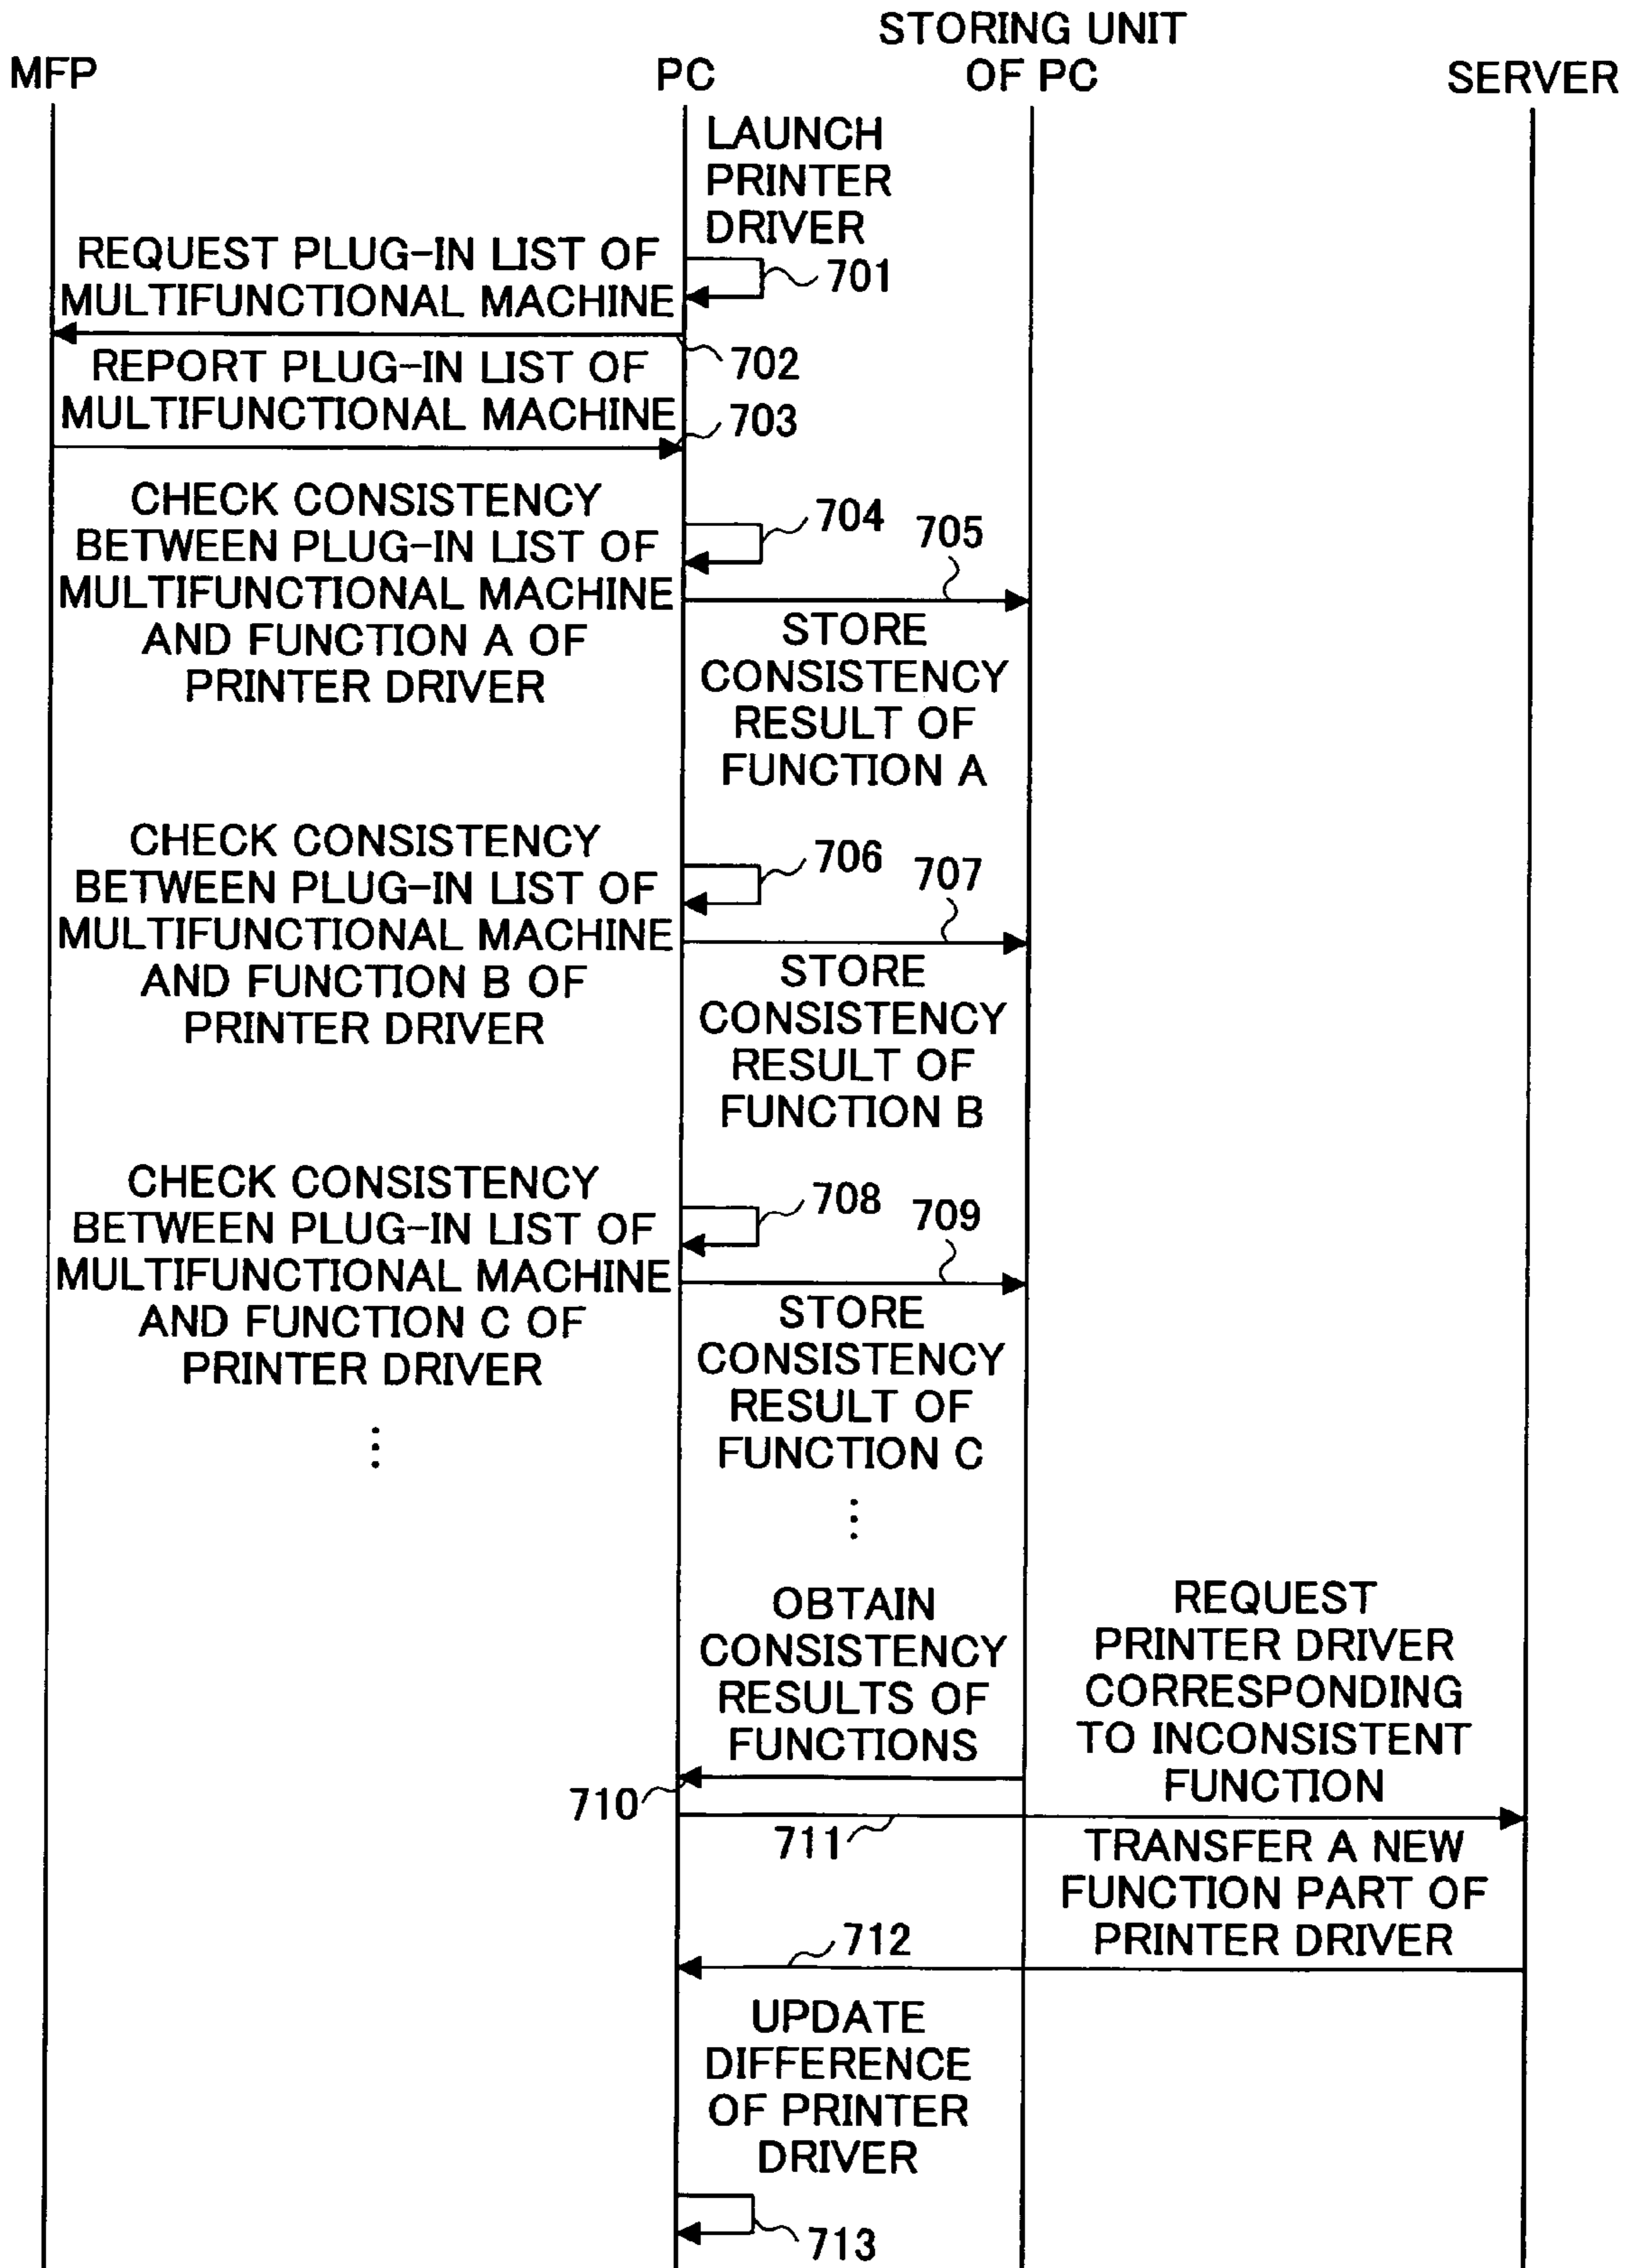 MFP
PC
STORING UNIT
OF PC
SERVER
LAUNCH
PRINTER
DRIVER
701
REQUEST PLUG-IN LIST OF
MULTIFUNCTIONAL MACHINE
702
REPORT PLUG-IN LIST OF
MULTIFUNCTIONAL MACHINE
703
CHECK CONSISTENCY
BETWEEN PLUG-IN LIST OF
MULTIFUNCTIONAL MACHINE
AND FUNCTION A OF
PRINTER DRIVER
704
705
STORE
CONSISTENCY
RESULT OF
FUNCTION A
CHECK CONSISTENCY
BETWEEN PLUG-IN LIST OF
MULTIFUNCTIONAL MACHINE
AND FUNCTION B OF
PRINTER DRIVER
706
707
STORE
CONSISTENCY
RESULT OF
FUNCTION B
CHECK CONSISTENCY
BETWEEN PLUG-IN LIST OF
MULTIFUNCTIONAL MACHINE
AND FUNCTION C OF
PRINTER DRIVER
⋮
708
709
STORE
CONSISTENCY
RESULT OF
FUNCTION C
⋮
OBTAIN
CONSISTENCY
RESULTS OF
FUNCTIONS
710
REQUEST
PRINTER DRIVER
CORRESPONDING
TO INCONSISTENT
FUNCTION
711
TRANSFER A NEW
FUNCTION PART OF
PRINTER DRIVER
712
UPDATE
DIFFERENCE
OF PRINTER
DRIVER
713